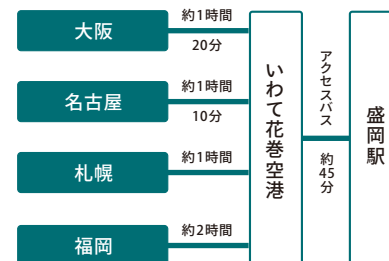 大阪
約1時間
20分
名古屋
約1時間
10分
札幌
約1時間
福岡
約2時間
いわて花巻空港
アクセスバス
約45分
盛岡駅